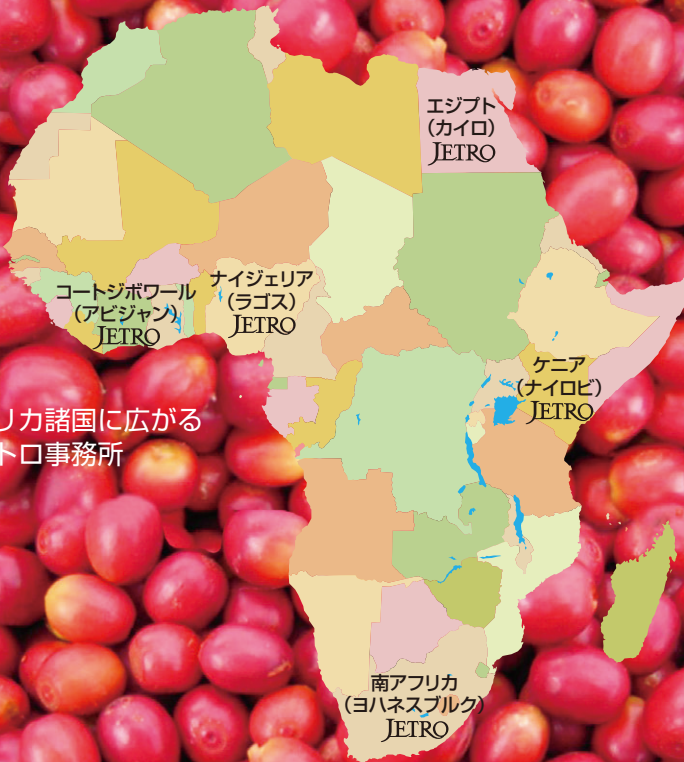 エジプト
(カイロ)
JETRO
コートジボワール
(アビジャン)
JETRO
ナイジェリア
(ラゴス)
JETRO
ケニア
(ナイロビ)
JETRO
リカ諸国に広がる
トロ事務所
南アフリカ
(ヨハネスブルク)
JETRO